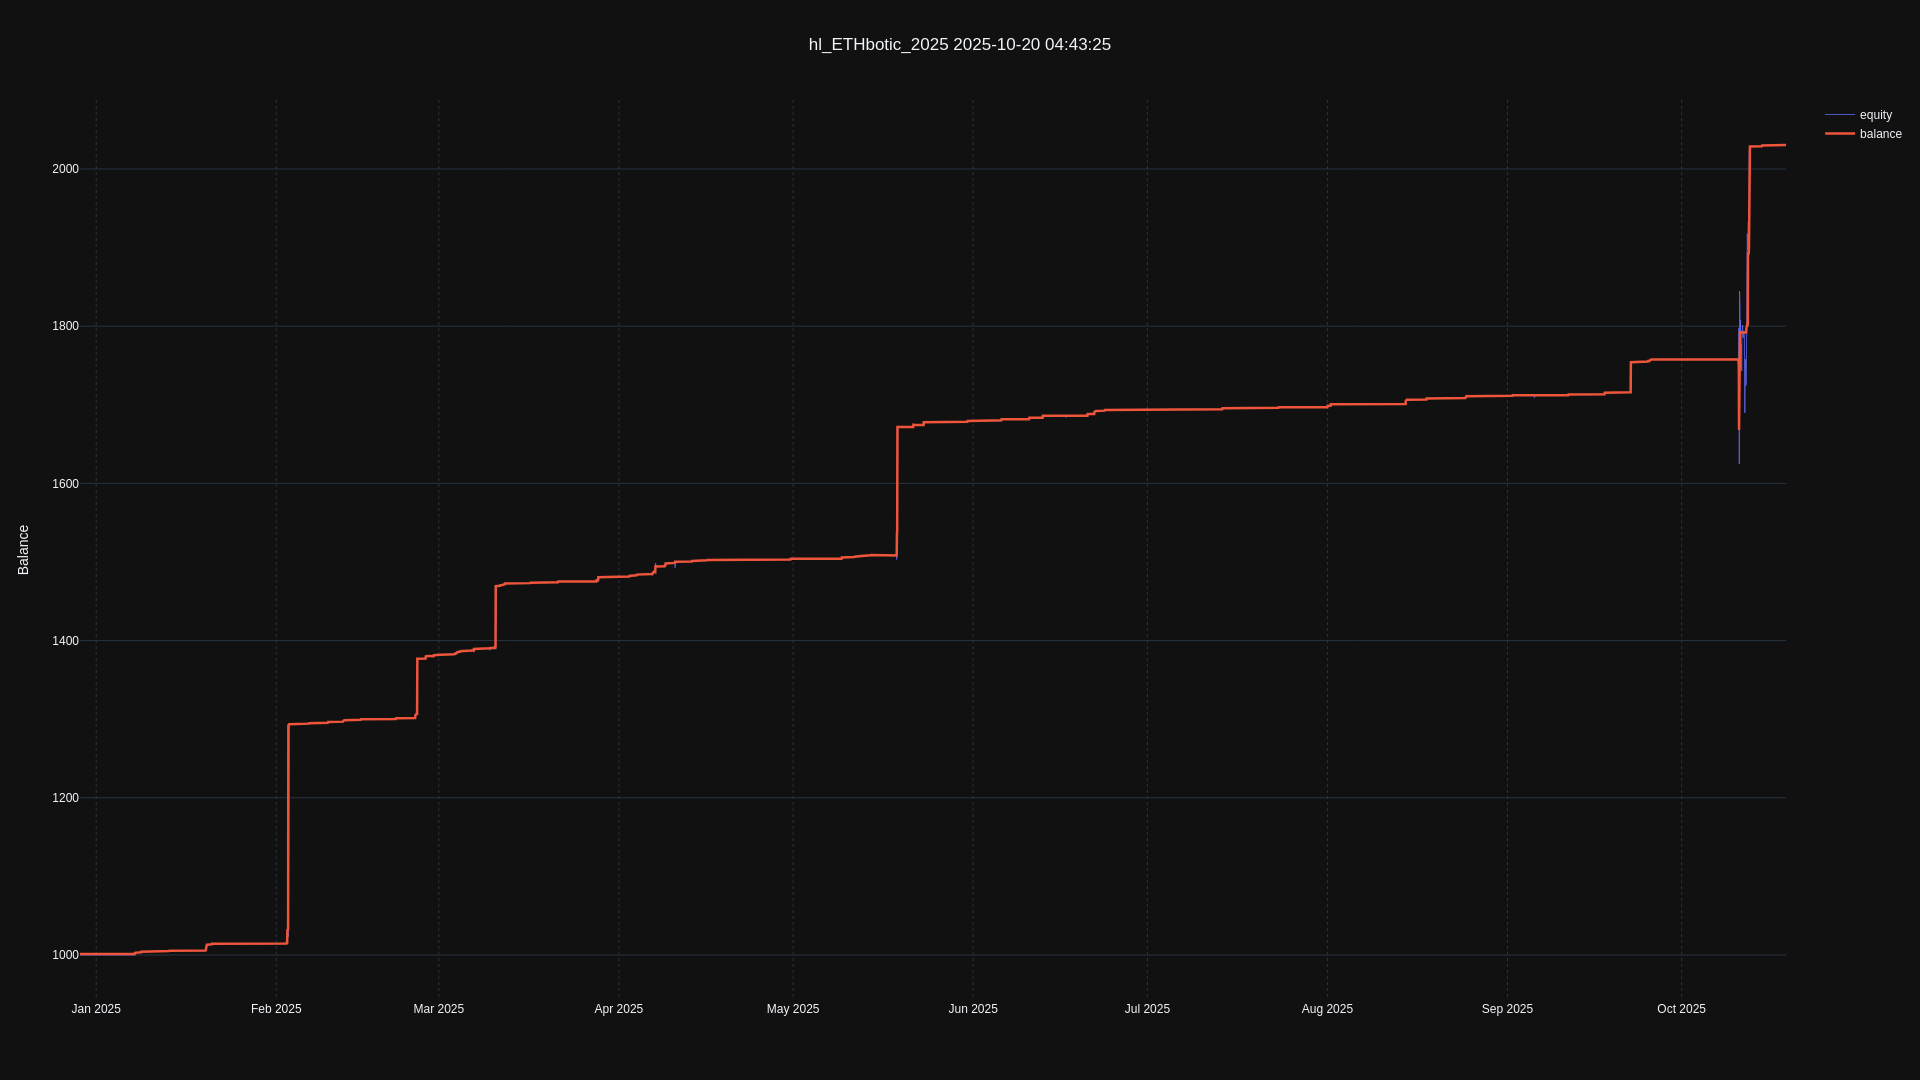 hl_ETHbotic_2025 2025-10-20 04:43:25
equity
balance
2000
1800
1600
1400
1200
1000
Balance
Jan 2025
Feb 2025
Mar 2025
Apr 2025
May 2025
Jun 2025
Jul 2025
Aug 2025
Sep 2025
Oct 2025